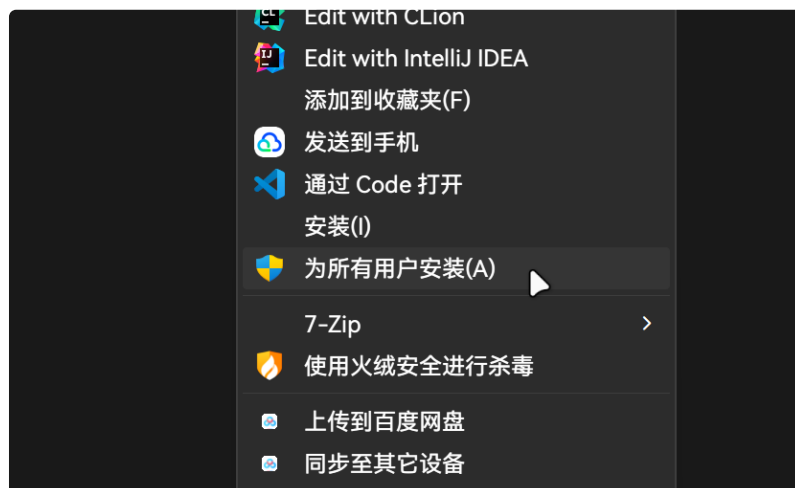 Edit with CLion
Edit with IntelliJ IDEA
添加到收藏夹(F)
发送到手机
通过 Code 打开
安装(I)
为所有用户安装(A)
7-Zip
使用火绒安全进行杀毒
上传到百度网盘
同步至其它设备